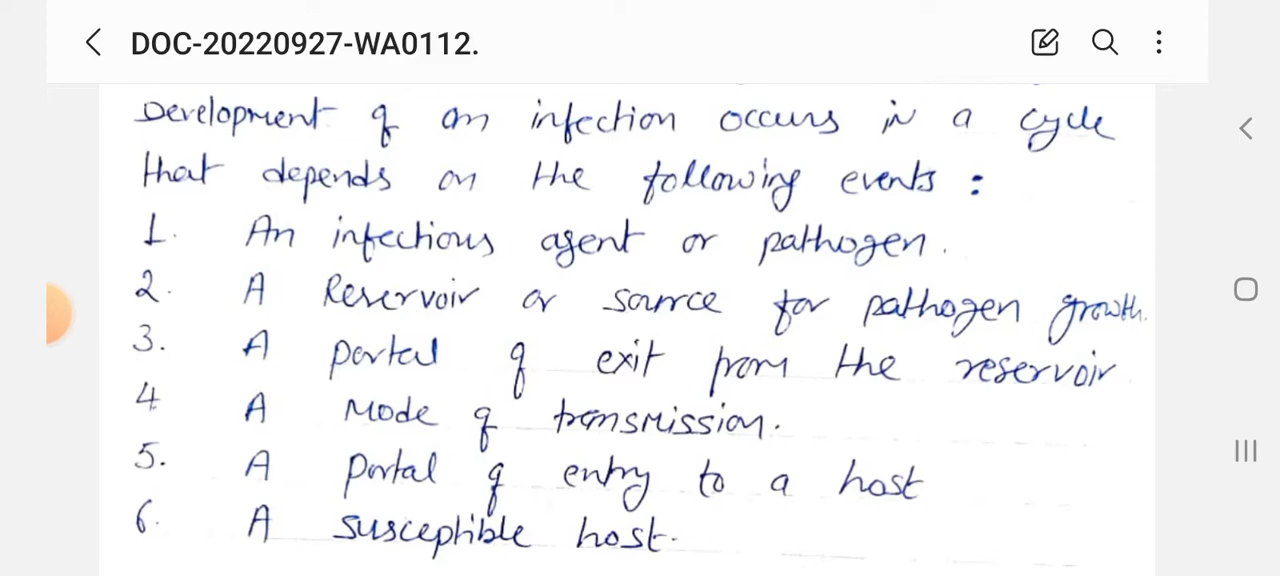 DOC-20220927-WA0112.
Development of an infection occurs in a cycle
that depends on the following events :
1. An infectious agent or pathogen.
2. A Reservoir or source for pathogen growth.
3. A portal of exit from the reservoir
4 A Mode of transmission.
5. A portal of entry to a host
6. A susceptible host.